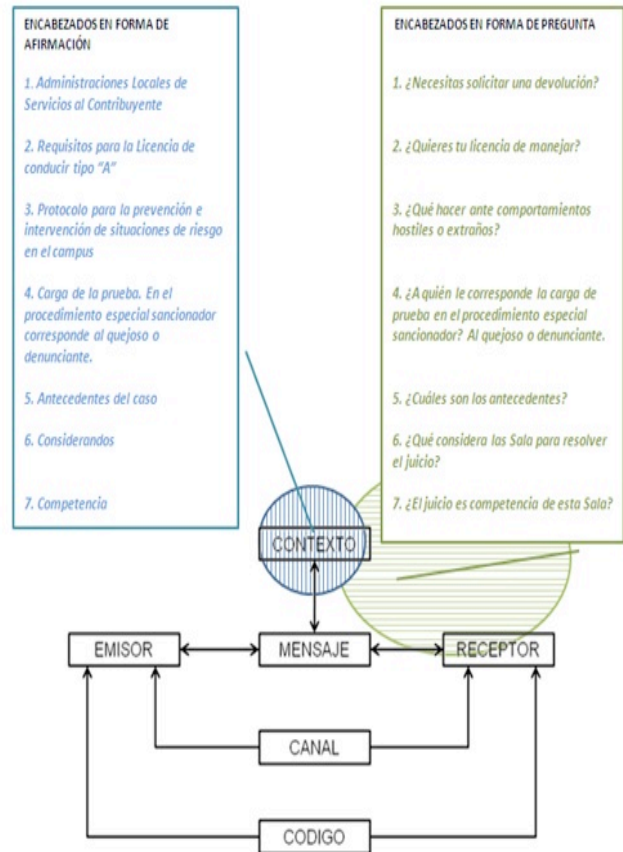 ENCABEZADOS EN FORMA DE
AFIRMACIÓN
1. Administraciones Locales de
Servicios al Contribuyente
2. Requisitos para la Licencia de
conducir tipo "A"
3. Protocolo para la prevención e
intervención de situaciones de riesgo
en el campus
4. Carga de la prueba. En el
procedimiento especial sancionador
corresponde al quejoso o
denunciante.
5. Antecedentes del caso
6. Considerandos
7. Competencia
ENCABEZADOS EN FORMA DE PREGUNTA
1. ¿Necesitas solicitar una devolución?
2. ¿Quieres tu licencia de manejar?
3. ¿Qué hacer ante comportamientos
hostiles o extraños?
4. ¿A quién le corresponde la carga de
prueba en el procedimiento especial
sancionador? Al quejoso o denunciante.
5. ¿Cuáles son los antecedentes?
6. ¿Qué considera las Sala para resolver
el juicio?
7. ¿El juicio es competencia de esta Sala?
CONTEXTO
EMISOR
MENSAJE
RECEPTOR
CANAL
CODIGO